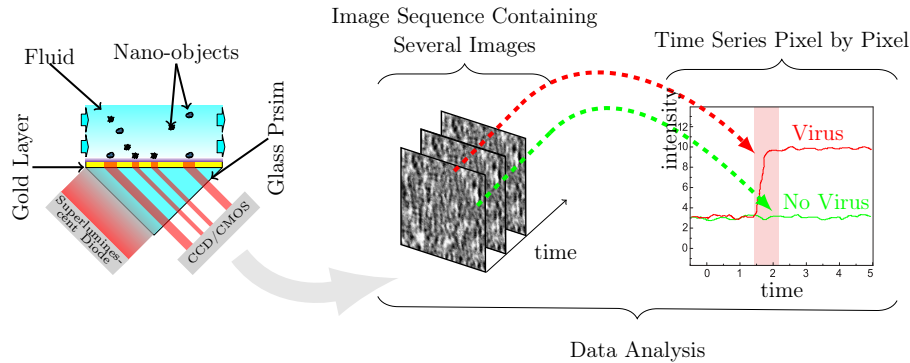 Image Sequence Containing
Several Images
Time Series Pixel by Pixel
Fluid
Nano-objects
Gold Layer
Glass Prsim
Superlumines-
cent Diode
CCD/CMOS
time
intensity
10
8
6
4
2
0
Virus
No Virus
0
1
2
3
4
5
time
Data Analysis